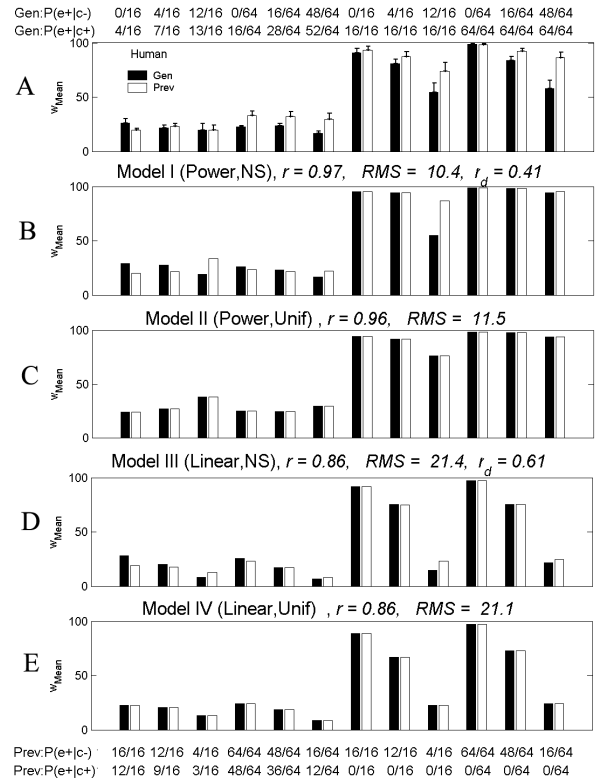 Gen:P(e+|c-) 0/16 4/16 12/16 0/64 16/64 48/64 0/16 4/16 12/16 0/64 16/64 48/64
Gen:P(e+|c+) 4/16 7/16 13/16 16/64 28/64 52/64 16/16 16/16 16/16 64/64 64/64 64/64
A
wMean
100
50
0
Human
Gen
Prev
Model I (Power,NS), r = 0.97, RMS = 10.4, rd = 0.41
B
wMean
100
50
0
Model II (Power,Unif) , r = 0.96, RMS = 11.5
C
wMean
100
50
0
Model III (Linear,NS), r = 0.86, RMS = 21.4, rd = 0.61
D
wMean
100
50
0
Model IV (Linear,Unif) , r = 0.86, RMS = 21.1
E
wMean
100
50
0
Prev:P(e+|c-) 16/16 12/16 4/16 64/64 48/64 16/64 16/16 12/16 4/16 64/64 48/64 16/64
Prev:P(e+|c+) 12/16 9/16 3/16 48/64 36/64 12/64 0/16 0/16 0/16 0/64 0/64 0/64